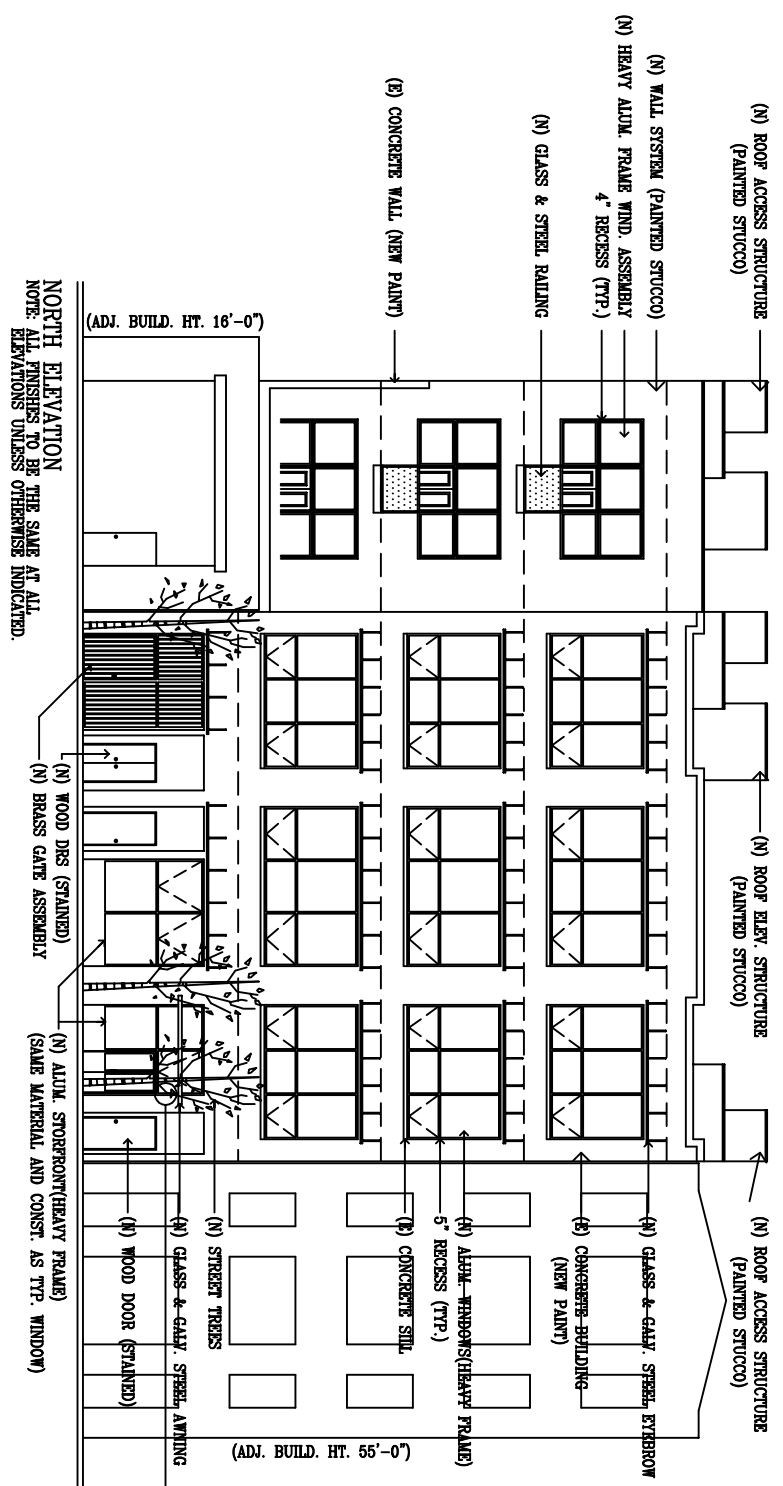 (N) ROOF ACCESS STRUCTURE
(PAINTED STUCCO)
(N) WALL SYSTEM (PAINTED STUCCO)
(N) HEAVY ALUM. FRAME WIND. ASSEMBLY
4" RECESS (TYP.)
(N) GLASS & STEEL RAILING
(E) CONCRETE WALL (NEW PAINT)
(ADJ. BUILD. HT. 16'-0")
NORTH ELEVATION
NOTE: ALL FINISHES TO BE THE SAME AT ALL
ELEVATIONS UNLESS OTHERWISE INDICATED.
(N) ROOF ELEV. STRUCTURE
(PAINTED STUCCO)
(N) WOOD DRS (STAINED)
(N) BRASS GATE ASSEMBLY
(N) ALUM. STORFRONT(HEAVY FRAME)
(SAME MATERIAL AND CONST. AS TYP. WINDOW)
(N) ROOF ACCESS STRUCTURE
(PAINTED STUCCO)
(N) GLASS & GALV. STEEL EYEBROW
(E) CONCRETE BUILDING
(NEW PAINT)
(N) ALUM. WINDOWS(HEAVY FRAME)
5" RECESS (TYP.)
(E) CONCRETE SILL
(N) STREET TREES
(N) GLASS & GALV. STEEL AWNING
(N) WOOD DOOR (STAINED)
(ADJ. BUILD. HT. 55'-0")